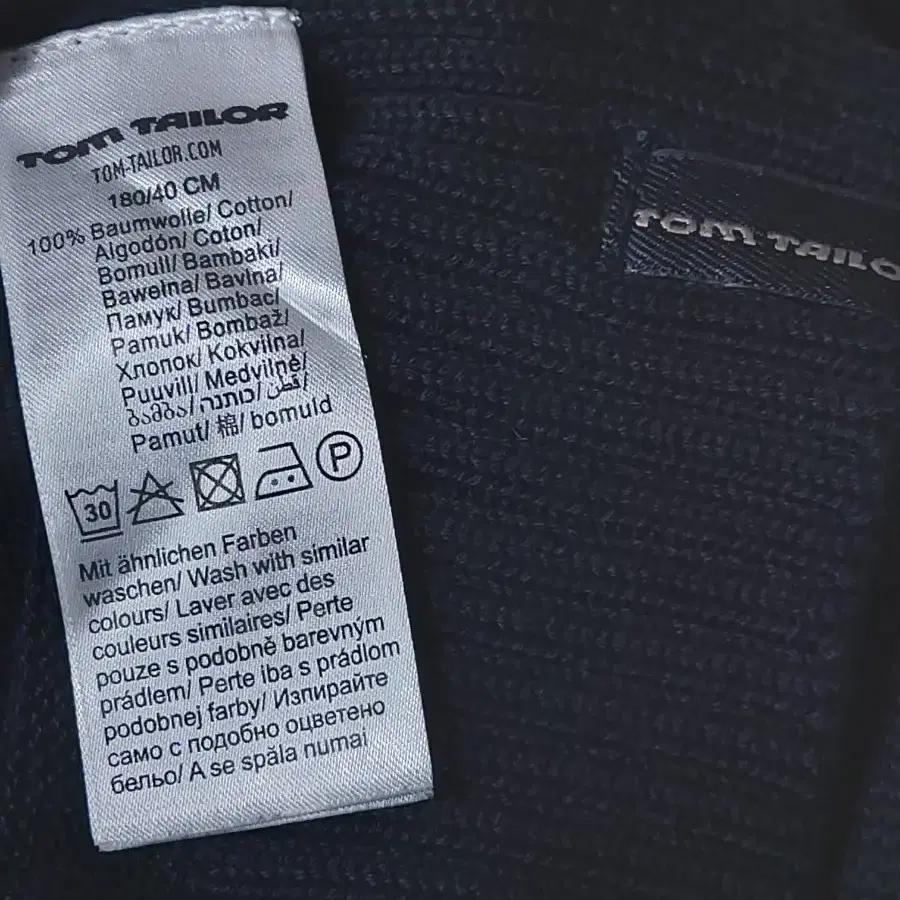 TOM TAILOR
TOM-TAILOR.COM
180/40 CM
100% Baumwolle/ Cotton/
Algodón/ Coton/
Bomull/ Bambaki/
Bawełna/ Bavlna/
Памук/ Bumbac/
Pamuk/ Bombaž/
Хлопок/ Kokvilna/
Puuvill/ Medvilnė/
ბამბა/ כותנה/ قطن/
Pamut/ 棉/ bomuld
30 P
Mit ähnlichen Farben
waschen/ Wash with similar
colours/ Laver avec des
couleurs similaires/ Perte
pouze s podobně barevným
prádlem/ Perte iba s prádlom
podobnej farby/ Изпирайте
само с подобно оцветено
бельо/ A se spăla numai
TOM TAILO